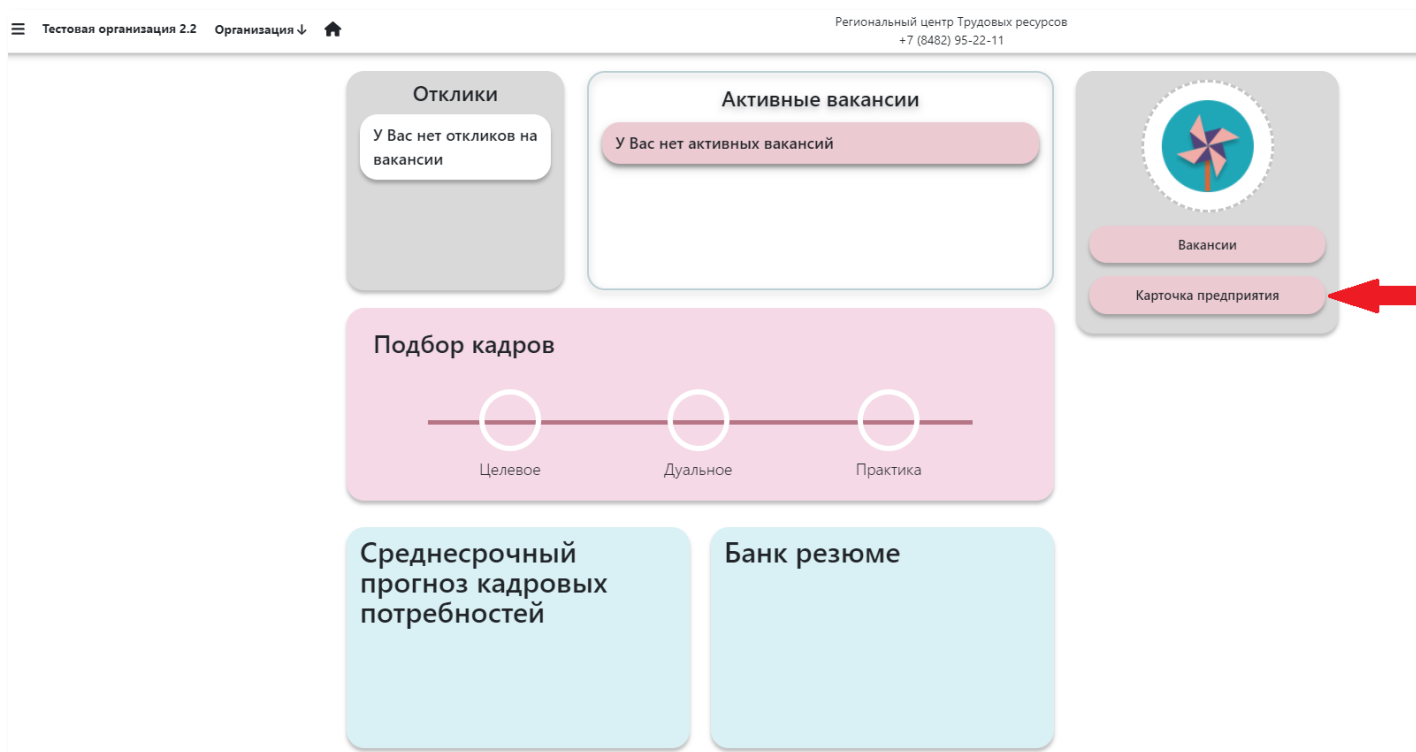 Тестовая организация 2.2 Организация↓
Региональный центр Трудовых ресурсов
+7 (8482) 95-22-11
Отклики
У Вас нет откликов на
вакансии
Активные вакансии
У Вас нет активных вакансий
Вакансии
Карточка предприятия
Подбор кадров
Целевое Дуальное Практика
Среднесрочный
прогноз кадровых
потребностей
Банк резюме